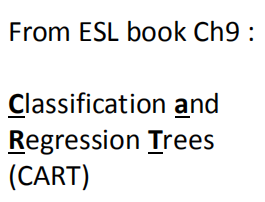 From ESL book Ch9 :
Classification and
Regression Trees
(CART)